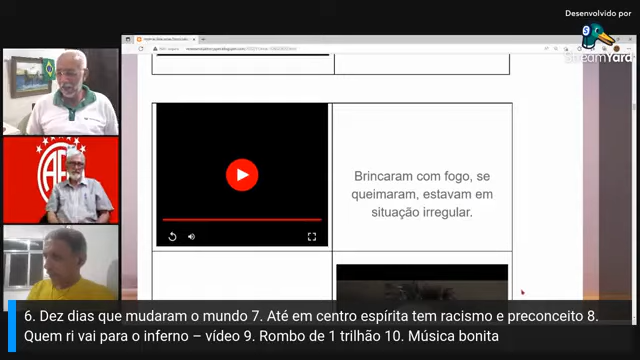 Desenvolvido por
StreamYard
Brincaram com fogo, se
queimaram, estavam em
situação irregular.
6. Dez dias que mudaram o mundo 7. Até em centro espírita tem racismo e preconceito 8.
Quem ri vai para o inferno – vídeo 9. Rombo de 1 trilhão 10. Música bonita